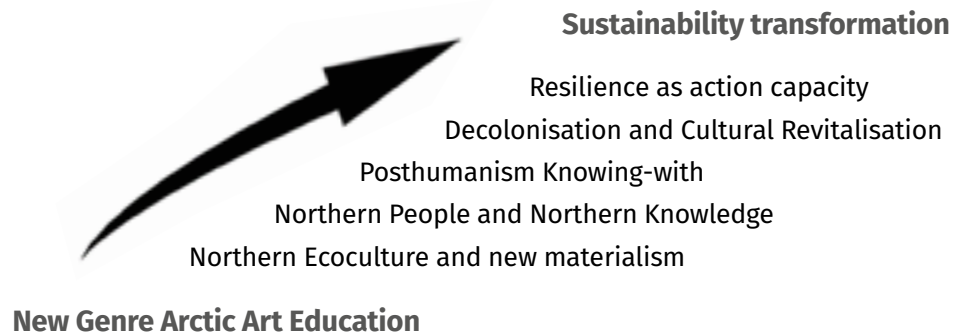 Sustainability transformation
Resilience as action capacity
Decolonisation and Cultural Revitalisation
Posthumanism Knowing-with
Northern People and Northern Knowledge
Northern Ecoculture and new materialism
New Genre Arctic Art Education